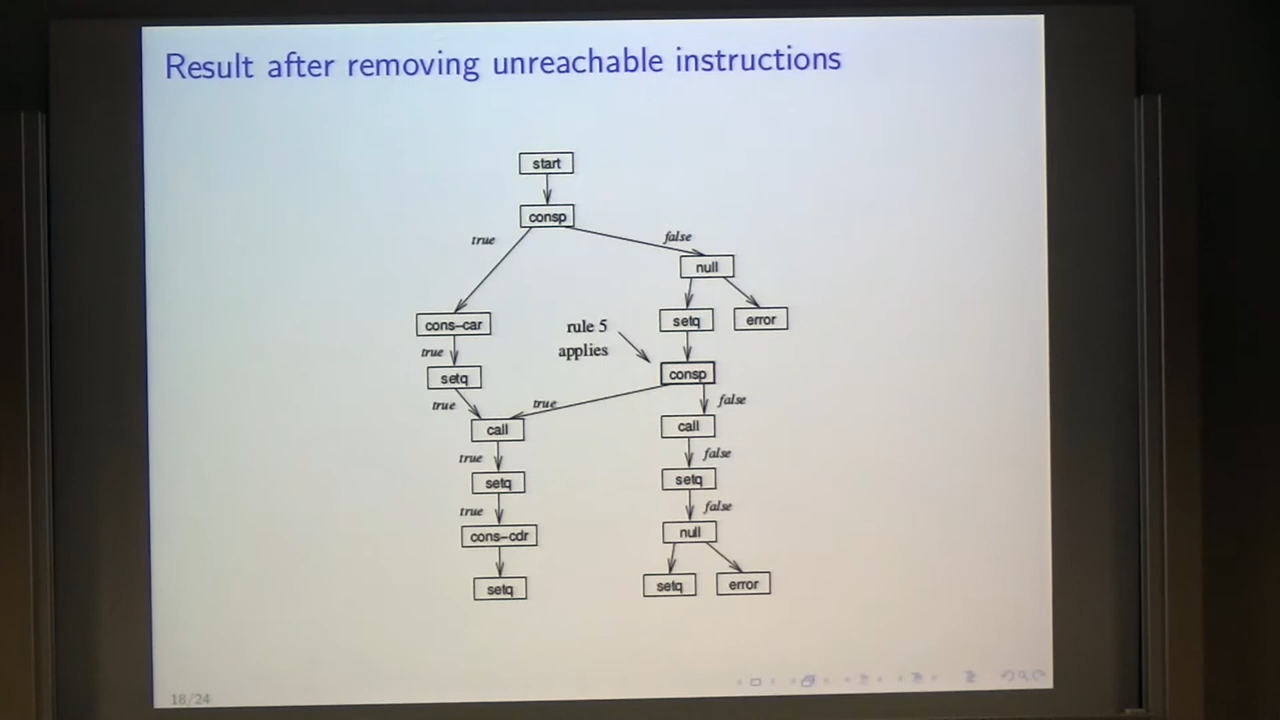 Result after removing unreachable instructions
start
consp
true
false
null
cons-car
rule 5
applies
setq
error
true
setq
consp
true
true
false
call
call
true
false
setq
setq
true
false
cons-cdr
null
setq
setq
error
18/24